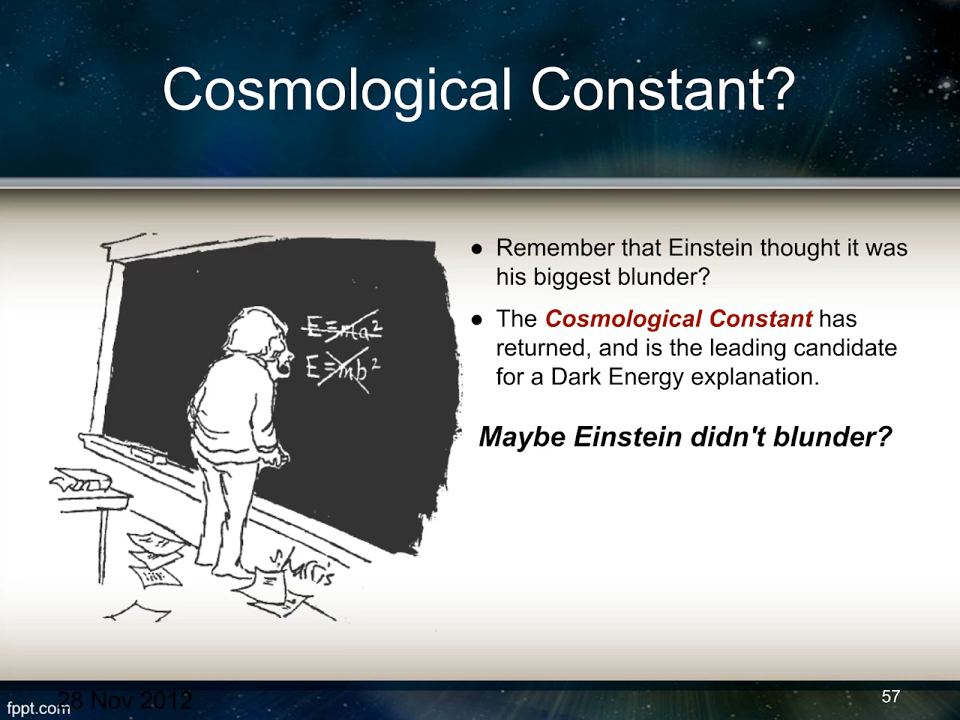 Cosmological Constant?
E=ma²
E=mb²
S. Harris
● Remember that Einstein thought it was
his biggest blunder?
● The Cosmological Constant has
returned, and is the leading candidate
for a Dark Energy explanation.
Maybe Einstein didn't blunder?
28 Nov 2012
fppt.com
57